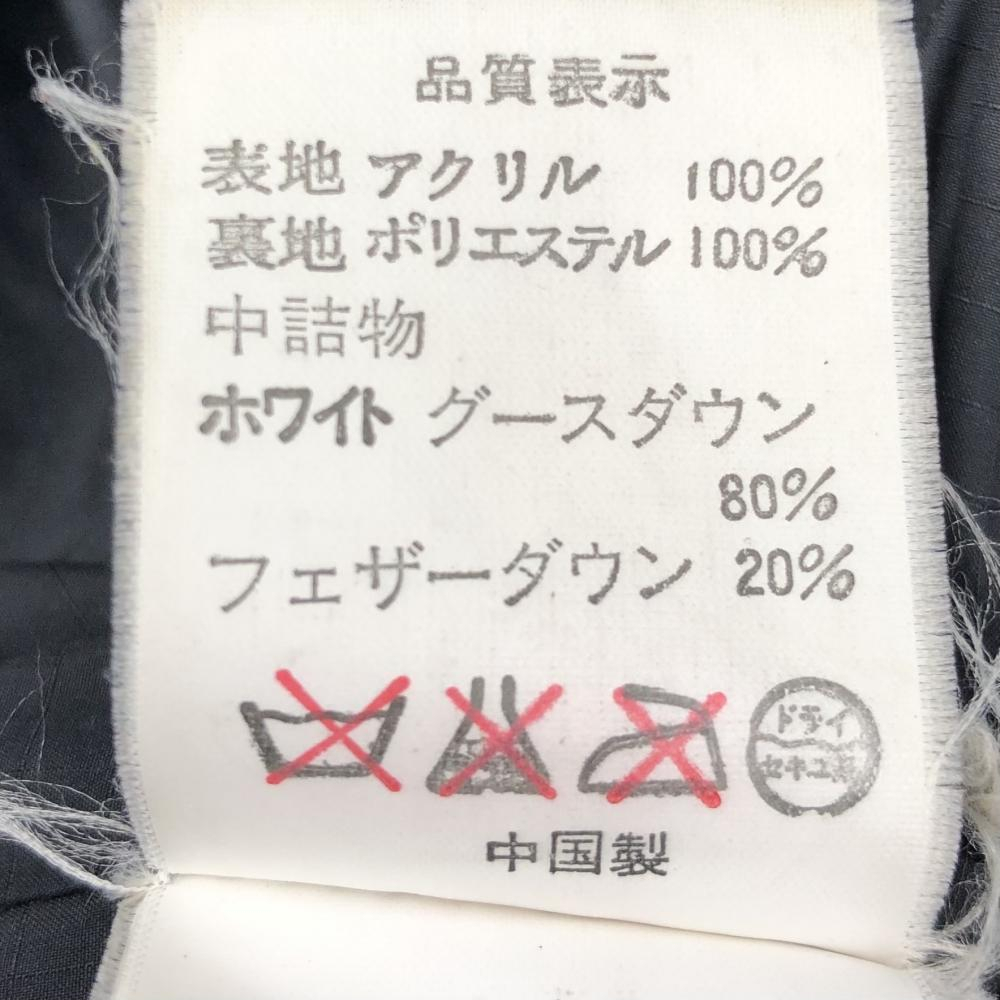 品質表示
表地 アクリル 100%
裏地 ポリエステル 100%
中詰物
ホワイト グースダウン
80%
フェザーダウン 20%
ドライ
セキユ系
中国製